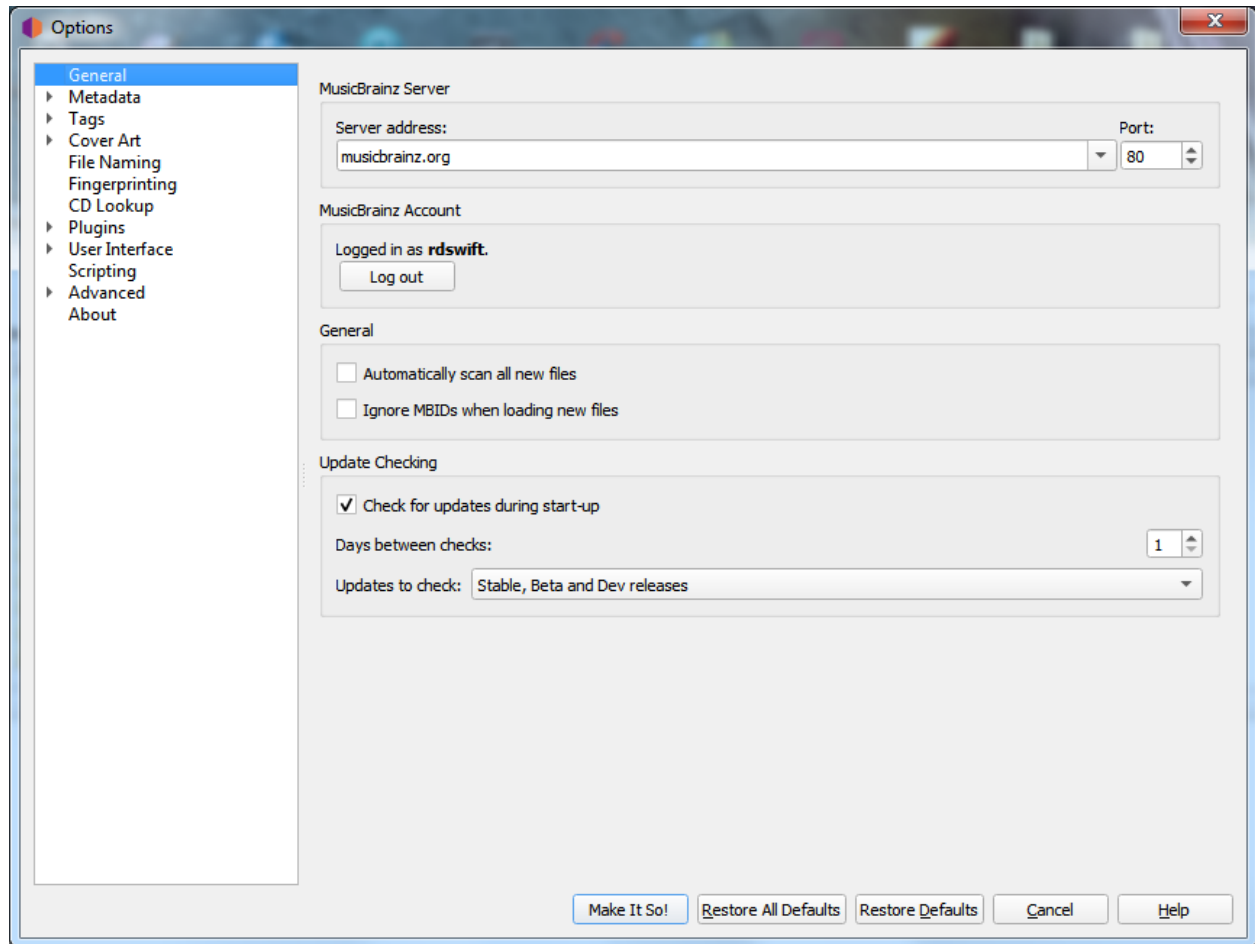 Options
General
Metadata
Tags
Cover Art
File Naming
Fingerprinting
CD Lookup
Plugins
User Interface
Scripting
Advanced
About
MusicBrainz Server
Server address: Port:
musicbrainz.org 80
MusicBrainz Account
Logged in as rdswift.
Log out
General
Automatically scan all new files
Ignore MBIDs when loading new files
Update Checking
Check for updates during start-up
Days between checks: 1
Updates to check: Stable, Beta and Dev releases
Make It So! Restore All Defaults Restore Defaults Cancel Help